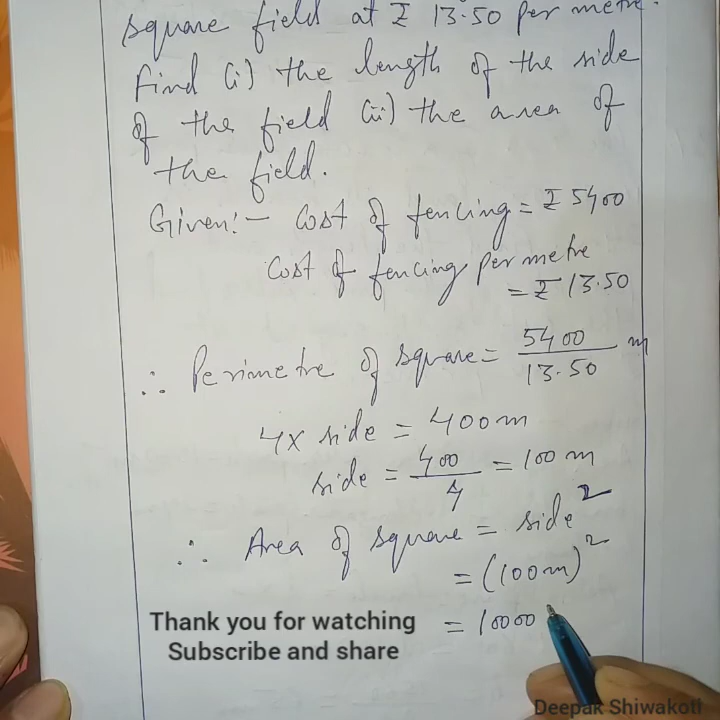 square field at ₹ 13.50 per metre.
Find (i) the length of the side
of the field (ii) the area of
the field.
Given:- Cost of fencing = ₹ 5400
Cost of fencing per metre
= ₹ 13.50
∴ Perimetre of square = 5400/13.50 m
4x side = 400m
side = 400/4 = 100 m
∴ Area of square = side²
= (100m)²
= 10000
Thank you for watching
Subscribe and share
Deepak Shiwakoti